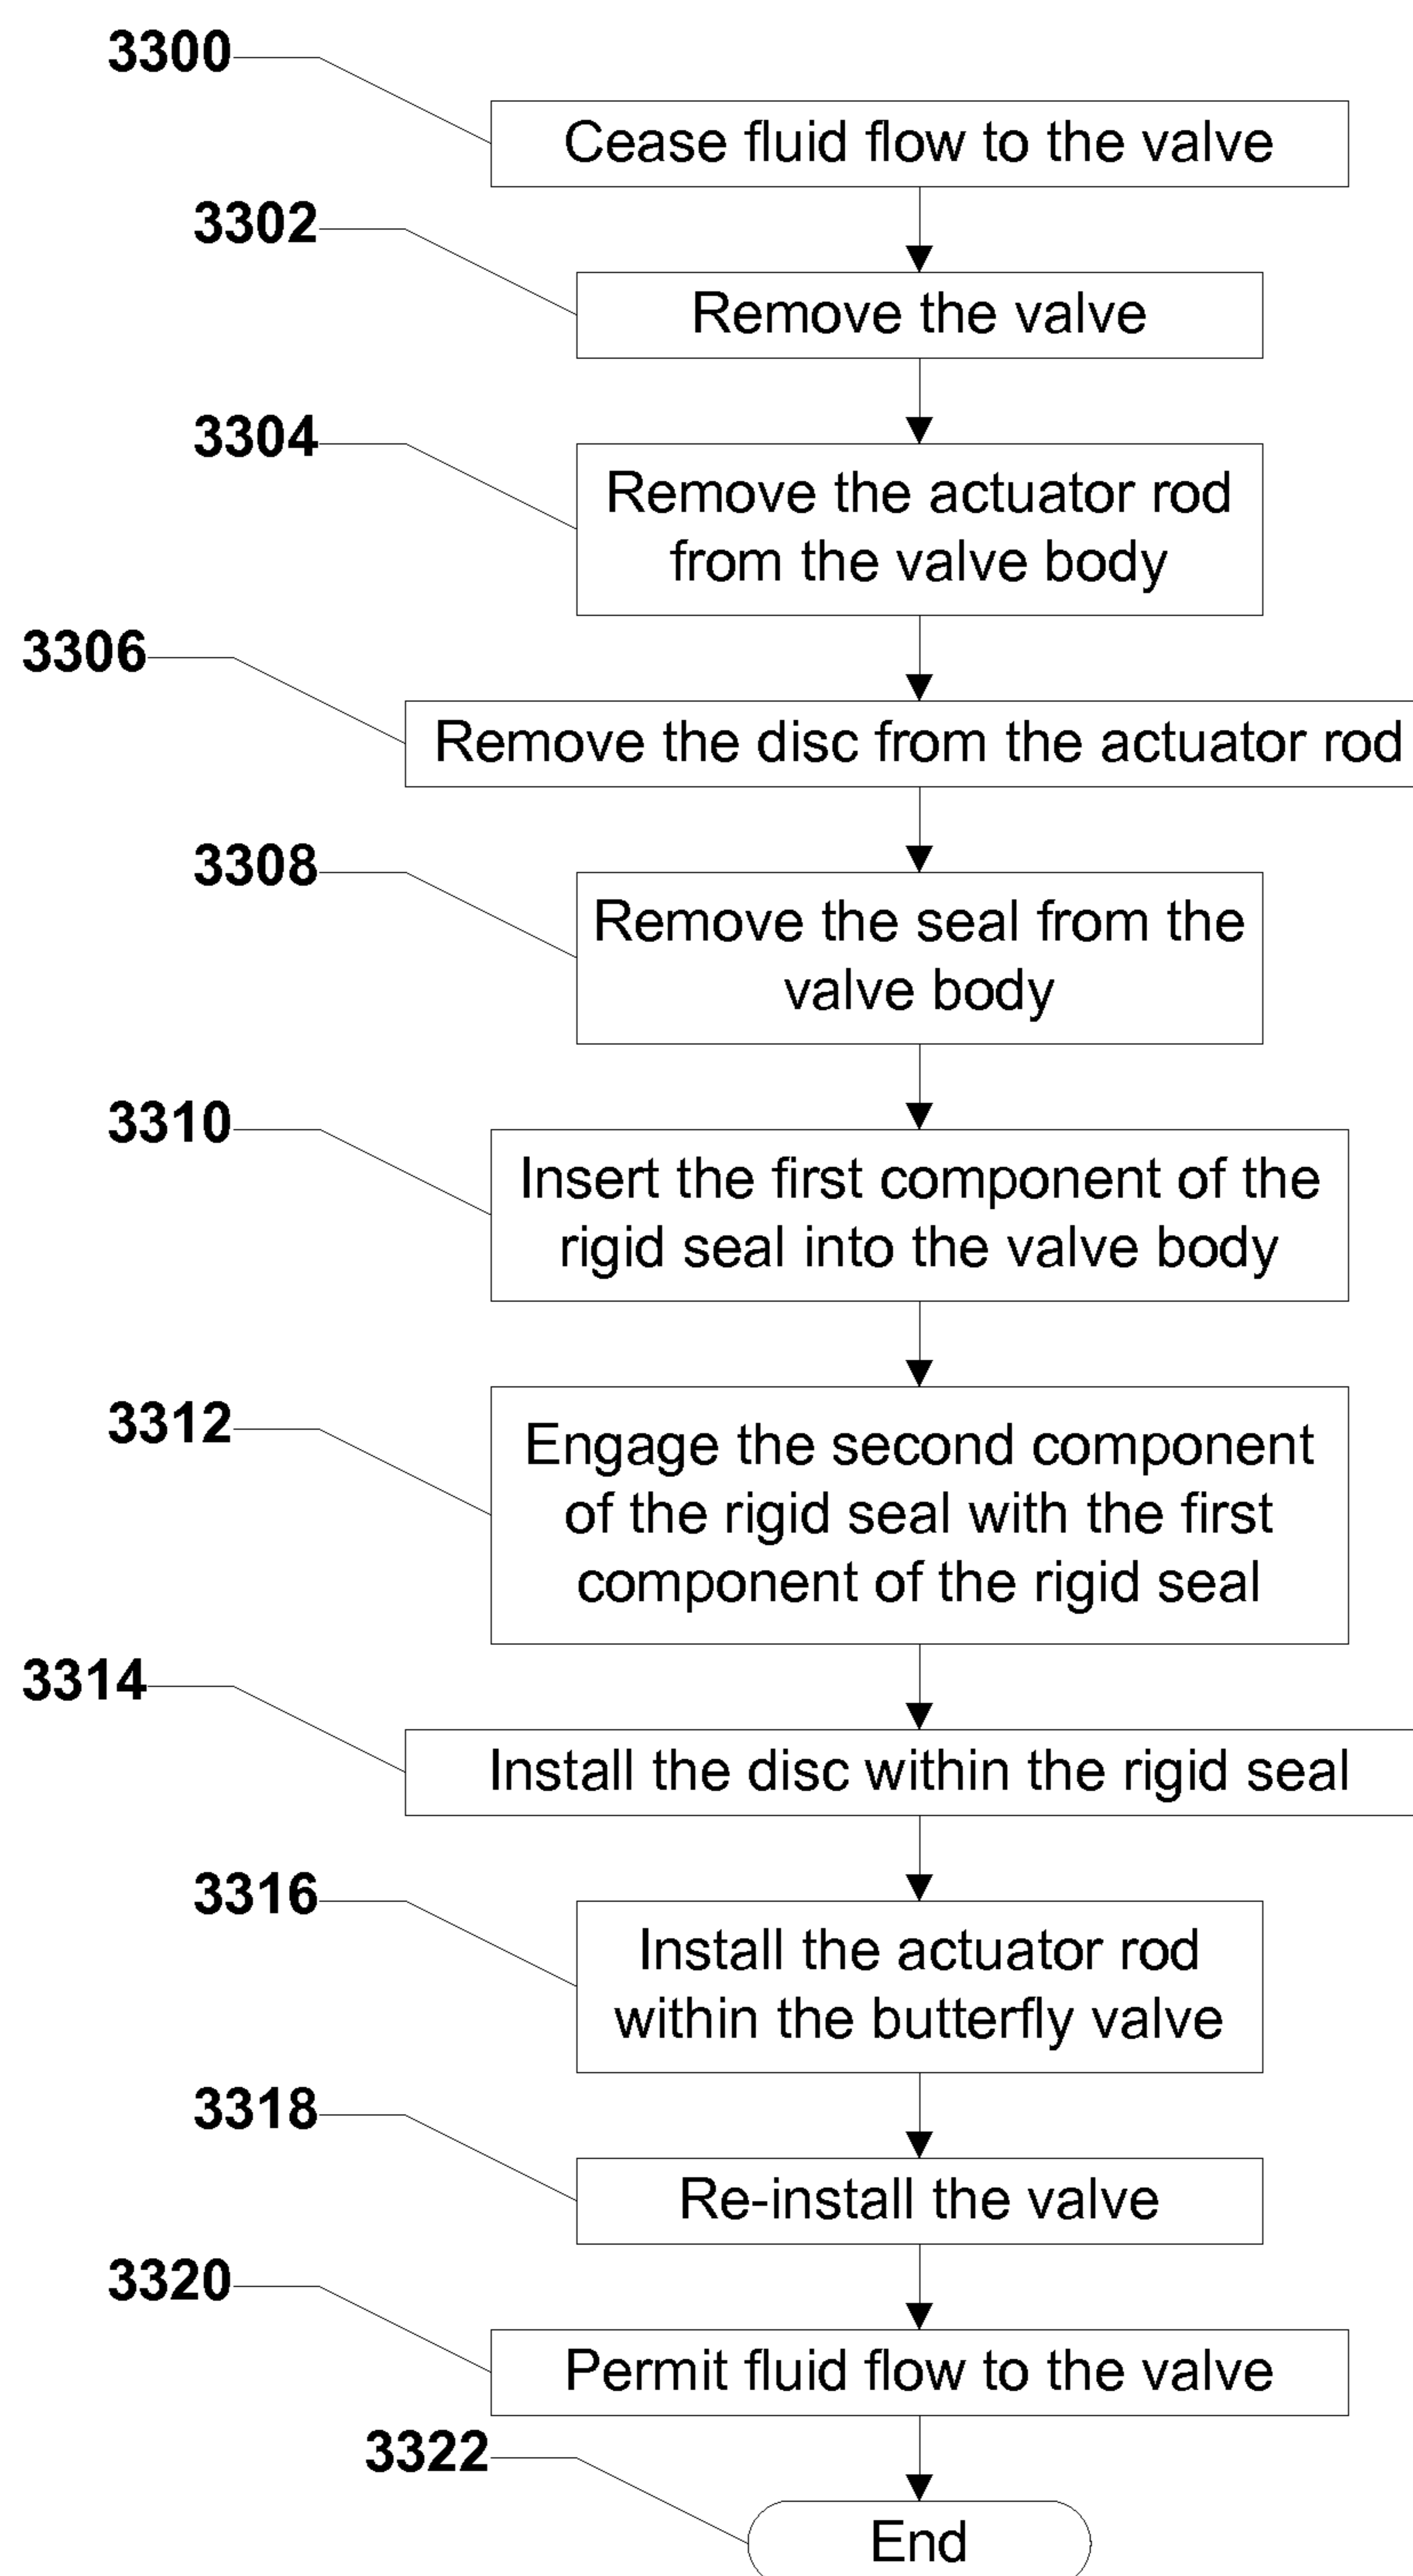 3300
Cease fluid flow to the valve
3302
Remove the valve
3304
Remove the actuator rod
from the valve body
3306
Remove the disc from the actuator rod
3308
Remove the seal from the
valve body
3310
Insert the first component of the
rigid seal into the valve body
3312
Engage the second component
of the rigid seal with the first
component of the rigid seal
3314
Install the disc within the rigid seal
3316
Install the actuator rod
within the butterfly valve
3318
Re-install the valve
3320
Permit fluid flow to the valve
3322
End